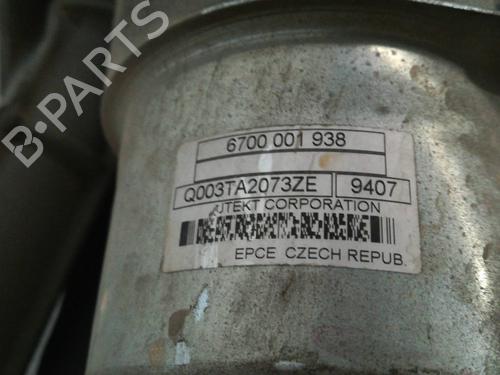 6700 001 938
Q003TA2073ZE 9407
JTEKT CORPORATION
EPCE CZECH REPUB.
B-PARTS